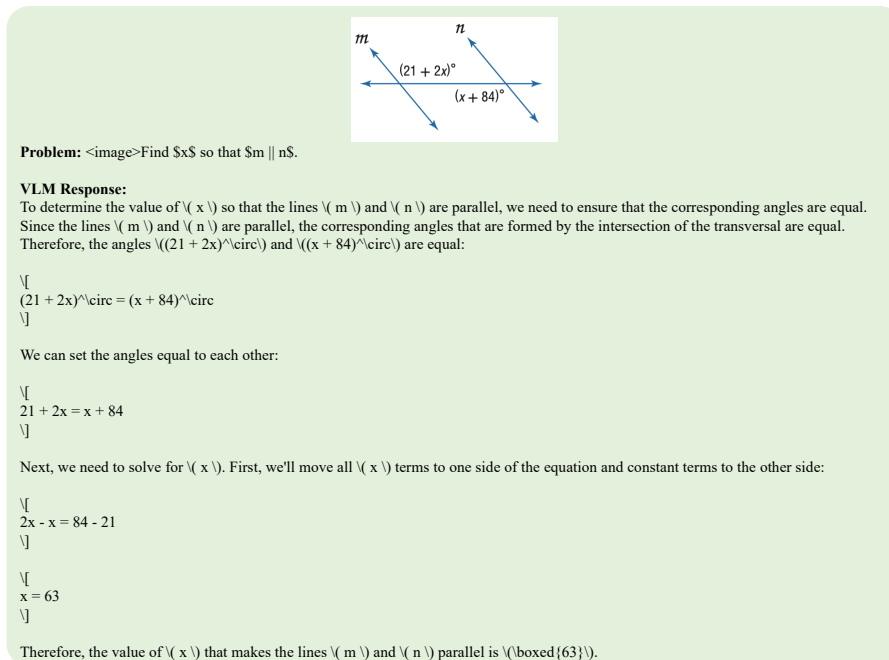 m
n
(21 + 2x)°
(x + 84)°
Problem: <image>Find $x$ so that $m || n$.
VLM Response:
To determine the value of \( x \) so that the lines \( m \) and \( n \) are parallel, we need to ensure that the corresponding angles are equal.
Since the lines \( m \) and \( n \) are parallel, the corresponding angles that are formed by the intersection of the transversal are equal.
Therefore, the angles \((21 + 2x)^\circ\) and \((x + 84)^\circ\) are equal:
\[
(21 + 2x)^\circ = (x + 84)^\circ
\]
We can set the angles equal to each other:
\[
21 + 2x = x + 84
\]
Next, we need to solve for \( x \). First, we'll move all \( x \) terms to one side of the equation and constant terms to the other side:
\[
2x - x = 84 - 21
\]
\[
x = 63
\]
Therefore, the value of \( x \) that makes the lines \( m \) and \( n \) parallel is \(\boxed{63}\).